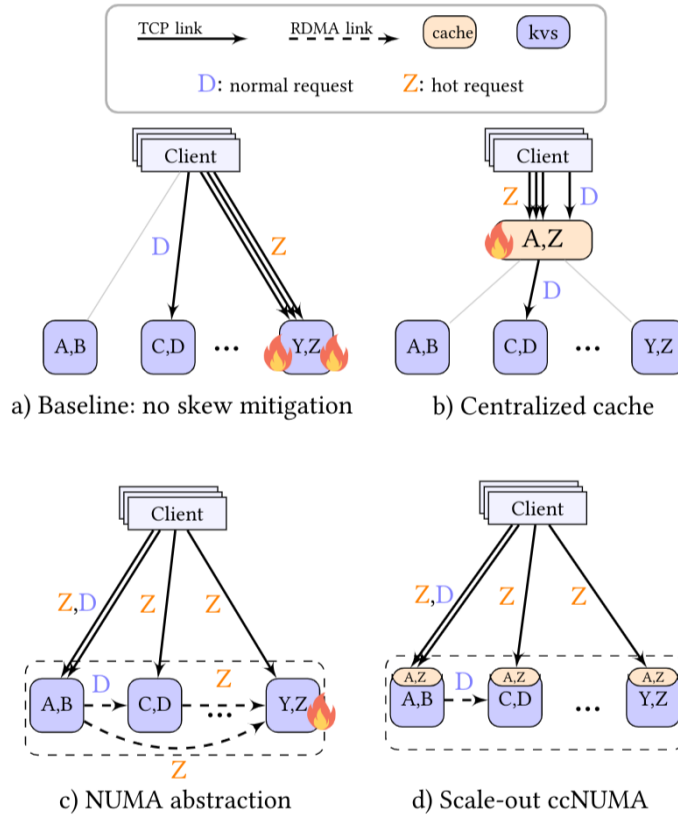 TCP link RDMA link cache kvs
D: normal request Z: hot request
Client Client
Z D
D Z A,Z
D
A,B C,D ... Y,Z A,B C,D ... Y,Z
a) Baseline: no skew mitigation b) Centralized cache
Client Client
Z,D Z Z Z,D Z Z
A,Z A,Z A,Z
A,B D C,D Z ... Y,Z A,B D C,D ... Y,Z
Z
c) NUMA abstraction d) Scale-out ccNUMA